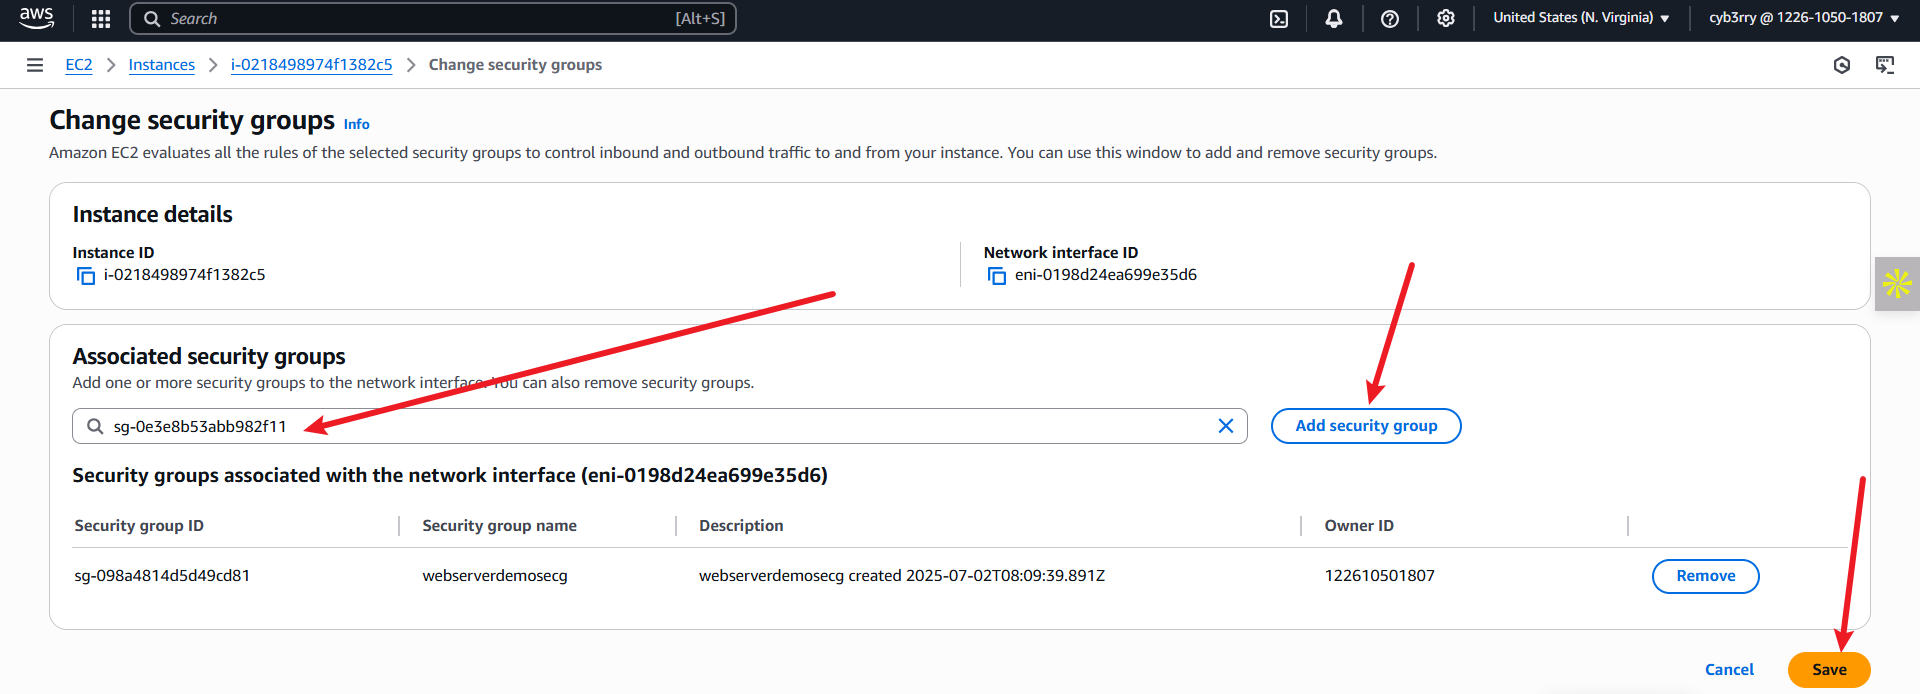 aws
Search [Alt+S]
United States (N. Virginia)
cyb3rry @ 1226-1050-1807
EC2 > Instances > i-0218498974f1382c5 > Change security groups
Change security groups Info
Amazon EC2 evaluates all the rules of the selected security groups to control inbound and outbound traffic to and from your instance. You can use this window to add and remove security groups.
Instance details
Instance ID
i-0218498974f1382c5
Network interface ID
eni-0198d24ea699e35d6
Associated security groups
Add one or more security groups to the network interface. You can also remove security groups.
sg-0e3e8b53abb982f11
Add security group
Security groups associated with the network interface (eni-0198d24ea699e35d6)
Security group ID Security group name Description Owner ID
sg-098a4814d5d49cd81 webserverdemosecg webserverdemosecg created 2025-07-02T08:09:39.891Z 122610501807 Remove
Cancel Save